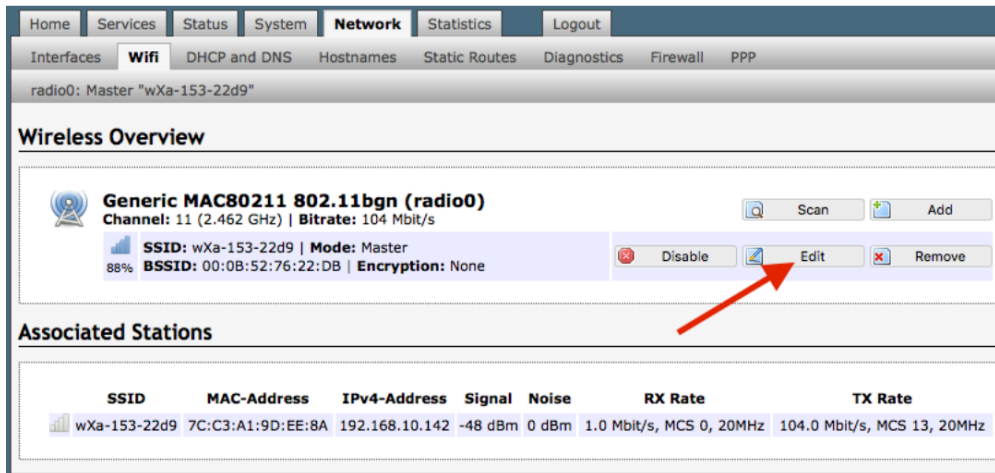 Home Services Status System Network Statistics Logout
Interfaces Wifi DHCP and DNS Hostnames Static Routes Diagnostics Firewall PPP
radio0: Master "wXa-153-22d9"
Wireless Overview
Generic MAC80211 802.11bgn (radio0)
Channel: 11 (2.462 GHz) | Bitrate: 104 Mbit/s
Scan Add
SSID: wXa-153-22d9 | Mode: Master
88% BSSID: 00:0B:52:76:22:DB | Encryption: None
Disable Edit Remove
Associated Stations
SSID MAC-Address IPv4-Address Signal Noise RX Rate TX Rate
wXa-153-22d9 7C:C3:A1:9D:EE:8A 192.168.10.142 -48 dBm 0 dBm 1.0 Mbit/s, MCS 0, 20MHz 104.0 Mbit/s, MCS 13, 20MHz